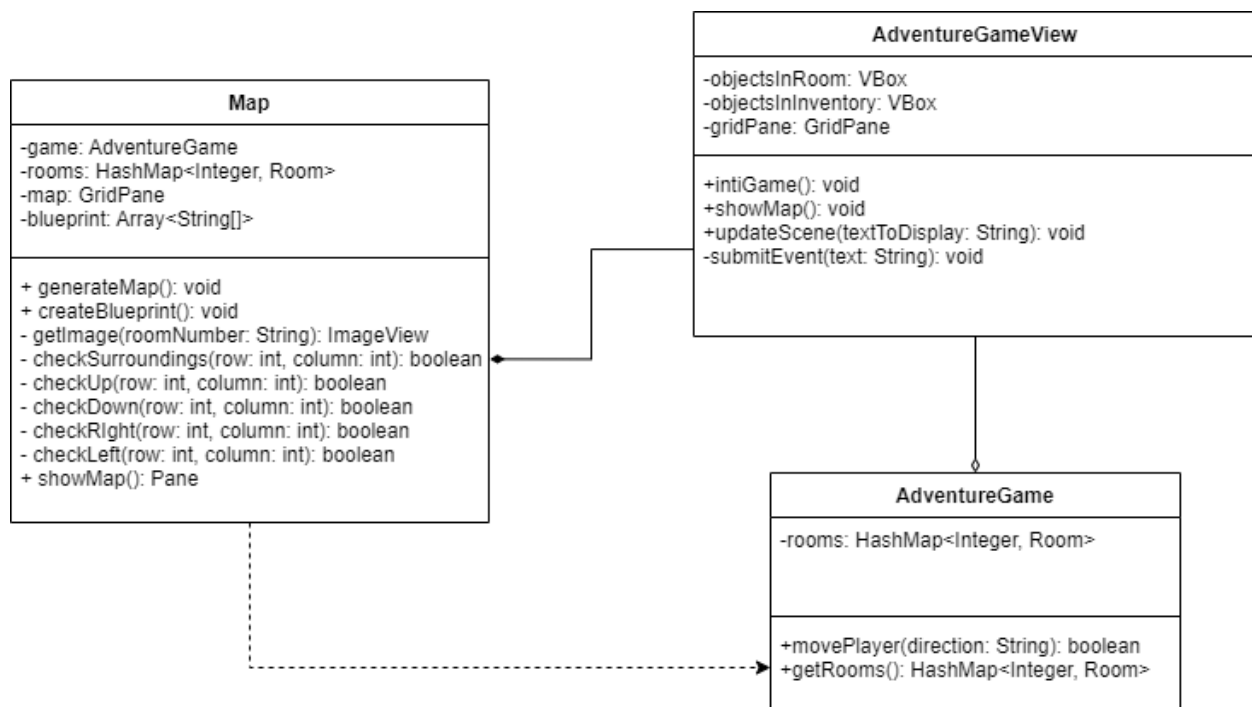 Map
-game: AdventureGame
-rooms: HashMap<Integer, Room>
-map: GridPane
-blueprint: Array<String[]>
+ generateMap(): void
+ createBlueprint(): void
- getImage(roomNumber: String): ImageView
- checkSurroundings(row: int, column: int): boolean
- checkUp(row: int, column: int): boolean
- checkDown(row: int, column: int): boolean
- checkRIght(row: int, column: int): boolean
- checkLeft(row: int, column: int): boolean
+ showMap(): Pane
AdventureGameView
-objectsInRoom: VBox
-objectsInInventory: VBox
-gridPane: GridPane
+intiGame(): void
+showMap(): void
+updateScene(textToDisplay: String): void
-submitEvent(text: String): void
AdventureGame
-rooms: HashMap<Integer, Room>
+movePlayer(direction: String): boolean
+getRooms(): HashMap<Integer, Room>